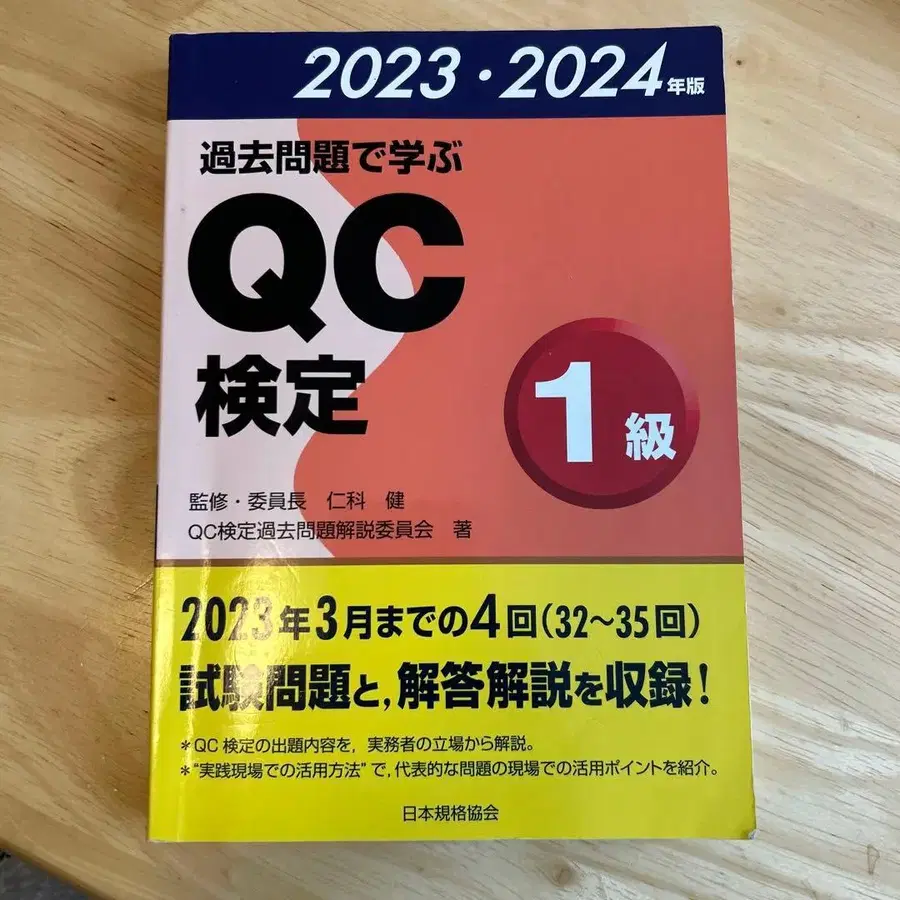 2023・2024年版
過去問題で学ぶ
QC
検定
1級
監修・委員長 仁科 健
QC検定過去問題解説委員会 著
2023年3月までの4回(32~35回)
試験問題と,解答解説を収録!
*QC検定の出題内容を,実務者の立場から解説。
*“実践現場での活用方法”で,代表的な問題の現場での活用ポイントを紹介。
日本規格協会